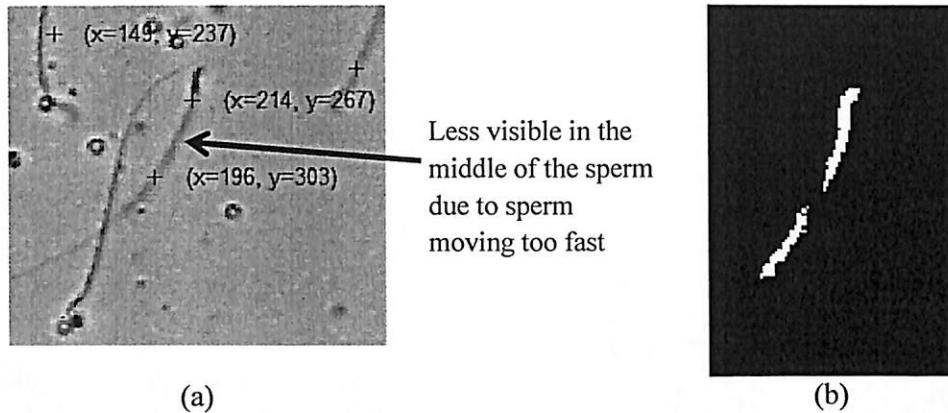 + (x=149, y=237)
+ (x=214, y=267)
+ (x=196, y=303)
Less visible in the
middle of the sperm
due to sperm
moving too fast
(a)
(b)